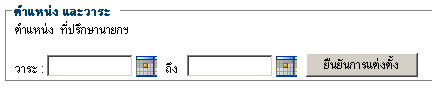 ตำแหน่ง และวาระ
ตำแหน่ง ที่ปรึกษานายกฯ
วาระ : ถึง ยืนยันการแต่งตั้ง